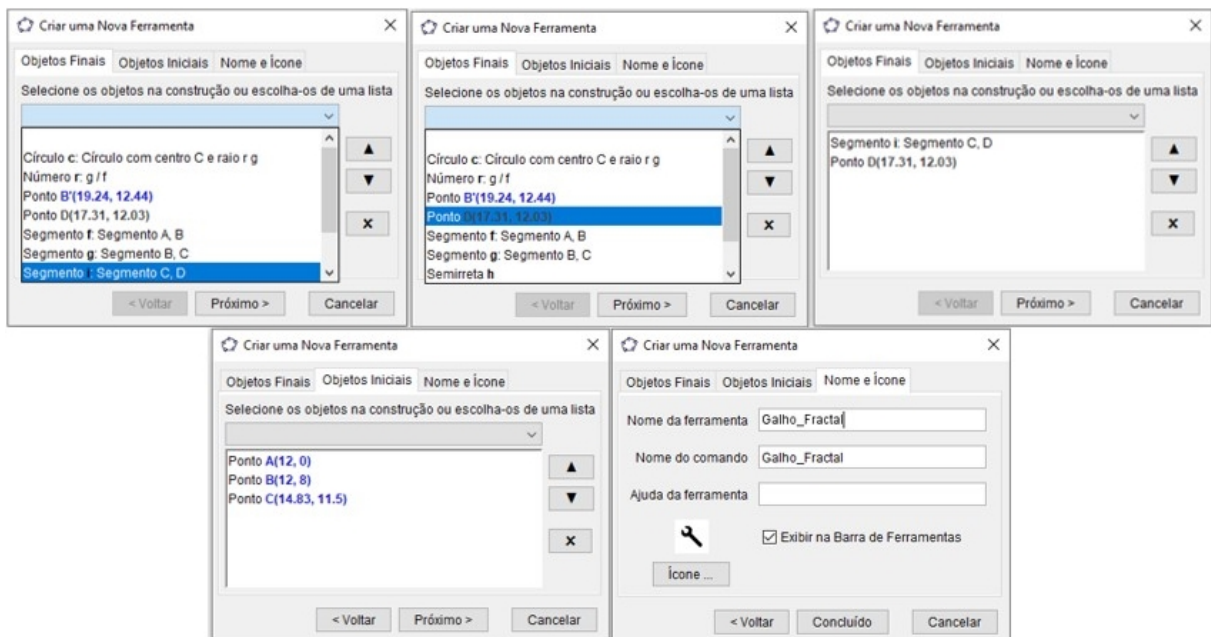 Criar uma Nova Ferramenta
Objetos Finais Objetos Iniciais Nome e Ícone
Selecione os objetos na construção ou escolha-os de uma lista
Círculo c: Círculo com centro C e raio r g
Número r: g / f
Ponto B'(19.24, 12.44)
Ponto D(17.31, 12.03)
Segmento f: Segmento A, B
Segmento g: Segmento B, C
Segmento i: Segmento C, D
< Voltar Próximo > Cancelar
Criar uma Nova Ferramenta
Objetos Finais Objetos Iniciais Nome e Ícone
Selecione os objetos na construção ou escolha-os de uma lista
Círculo c: Círculo com centro C e raio r g
Número r: g / f
Ponto B'(19.24, 12.44)
Ponto D(17.31, 12.03)
Segmento f: Segmento A, B
Segmento g: Segmento B, C
Semirreta h
< Voltar Próximo > Cancelar
Criar uma Nova Ferramenta
Objetos Finais Objetos Iniciais Nome e Ícone
Selecione os objetos na construção ou escolha-os de uma lista
Segmento i: Segmento C, D
Ponto D(17.31, 12.03)
< Voltar Próximo > Cancelar
Criar uma Nova Ferramenta
Objetos Finais Objetos Iniciais Nome e Ícone
Selecione os objetos na construção ou escolha-os de uma lista
Ponto A(12, 0)
Ponto B(12, 8)
Ponto C(14.83, 11.5)
< Voltar Próximo > Cancelar
Criar uma Nova Ferramenta
Objetos Finais Objetos Iniciais Nome e Ícone
Nome da ferramenta Galho_Fractal
Nome do comando Galho_Fractal
Ajuda da ferramenta
Exibir na Barra de Ferramentas
Ícone ...
< Voltar Concluído Cancelar